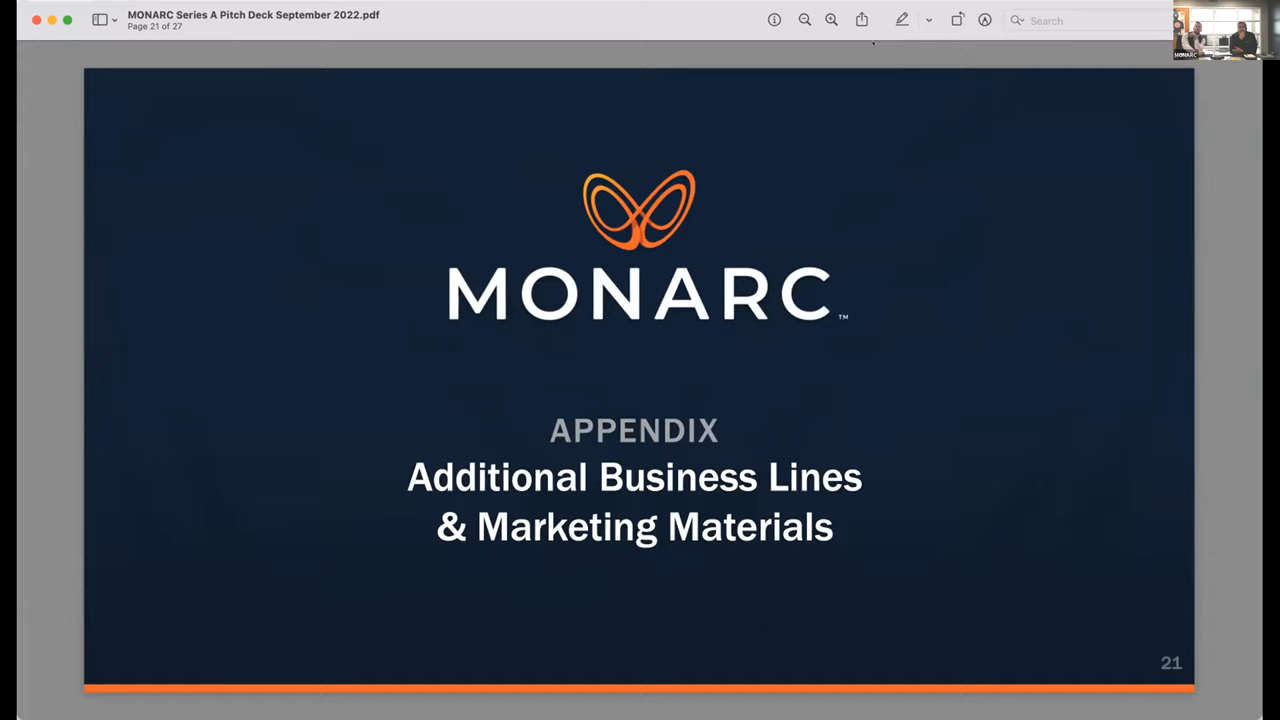 MONARC Series A Pitch Deck September 2022.pdf
Page 21 of 27
Search
MONARC
MONARC™
APPENDIX
Additional Business Lines
& Marketing Materials
21